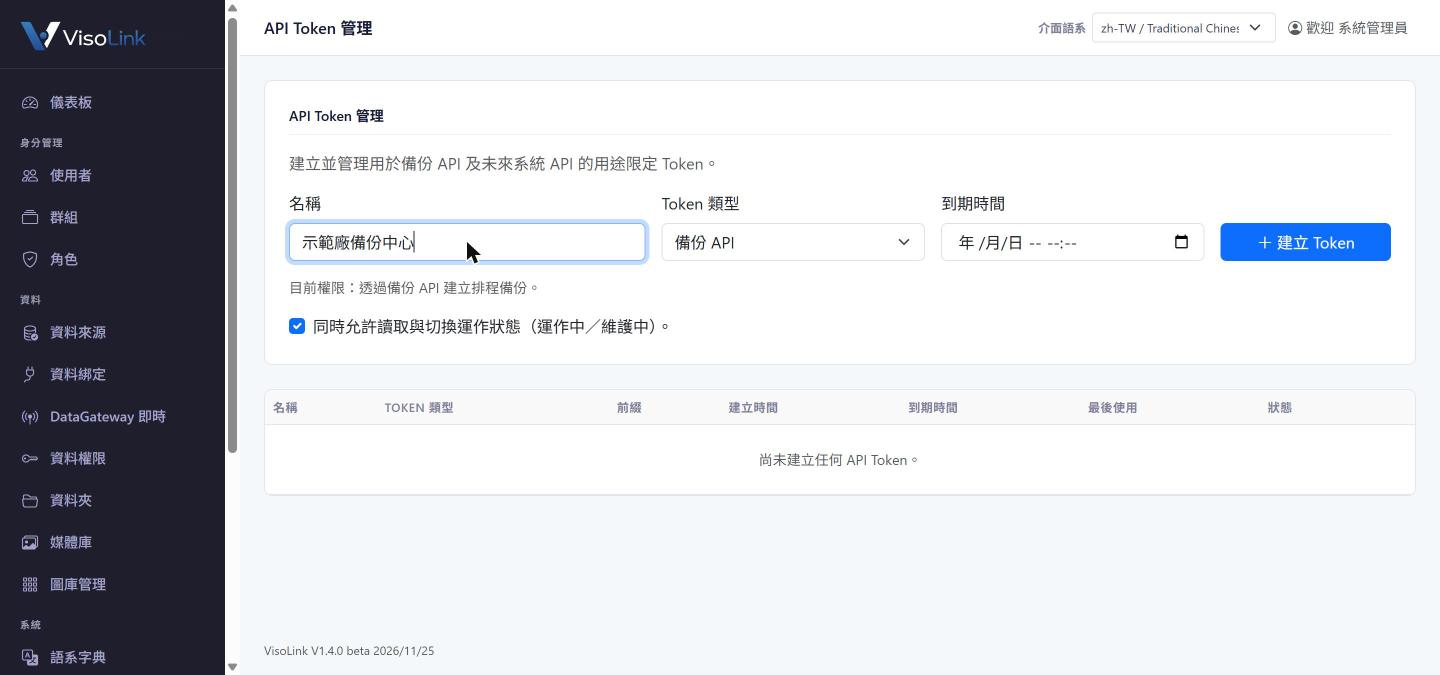 VisoLink
API Token 管理
介面語系
zh-TW / Traditional Chines
歡迎 系統管理員
儀表板
身分管理
使用者
群組
角色
資料
資料來源
資料綁定
DataGateway 即時
資料權限
資料夾
媒體庫
圖庫管理
系統
語系字典
API Token 管理
建立並管理用於備份 API 及未來系統 API 的用途限定 Token。
名稱
Token 類型
到期時間
示範廠備份中心
備份 API
年 /月/日 -- --:--
+ 建立 Token
目前權限：透過備份 API 建立排程備份。
同時允許讀取與切換運作狀態（運作中／維護中）。
名稱 TOKEN 類型 前綴 建立時間 到期時間 最後使用 狀態
尚未建立任何 API Token。
VisoLink V1.4.0 beta 2026/11/25